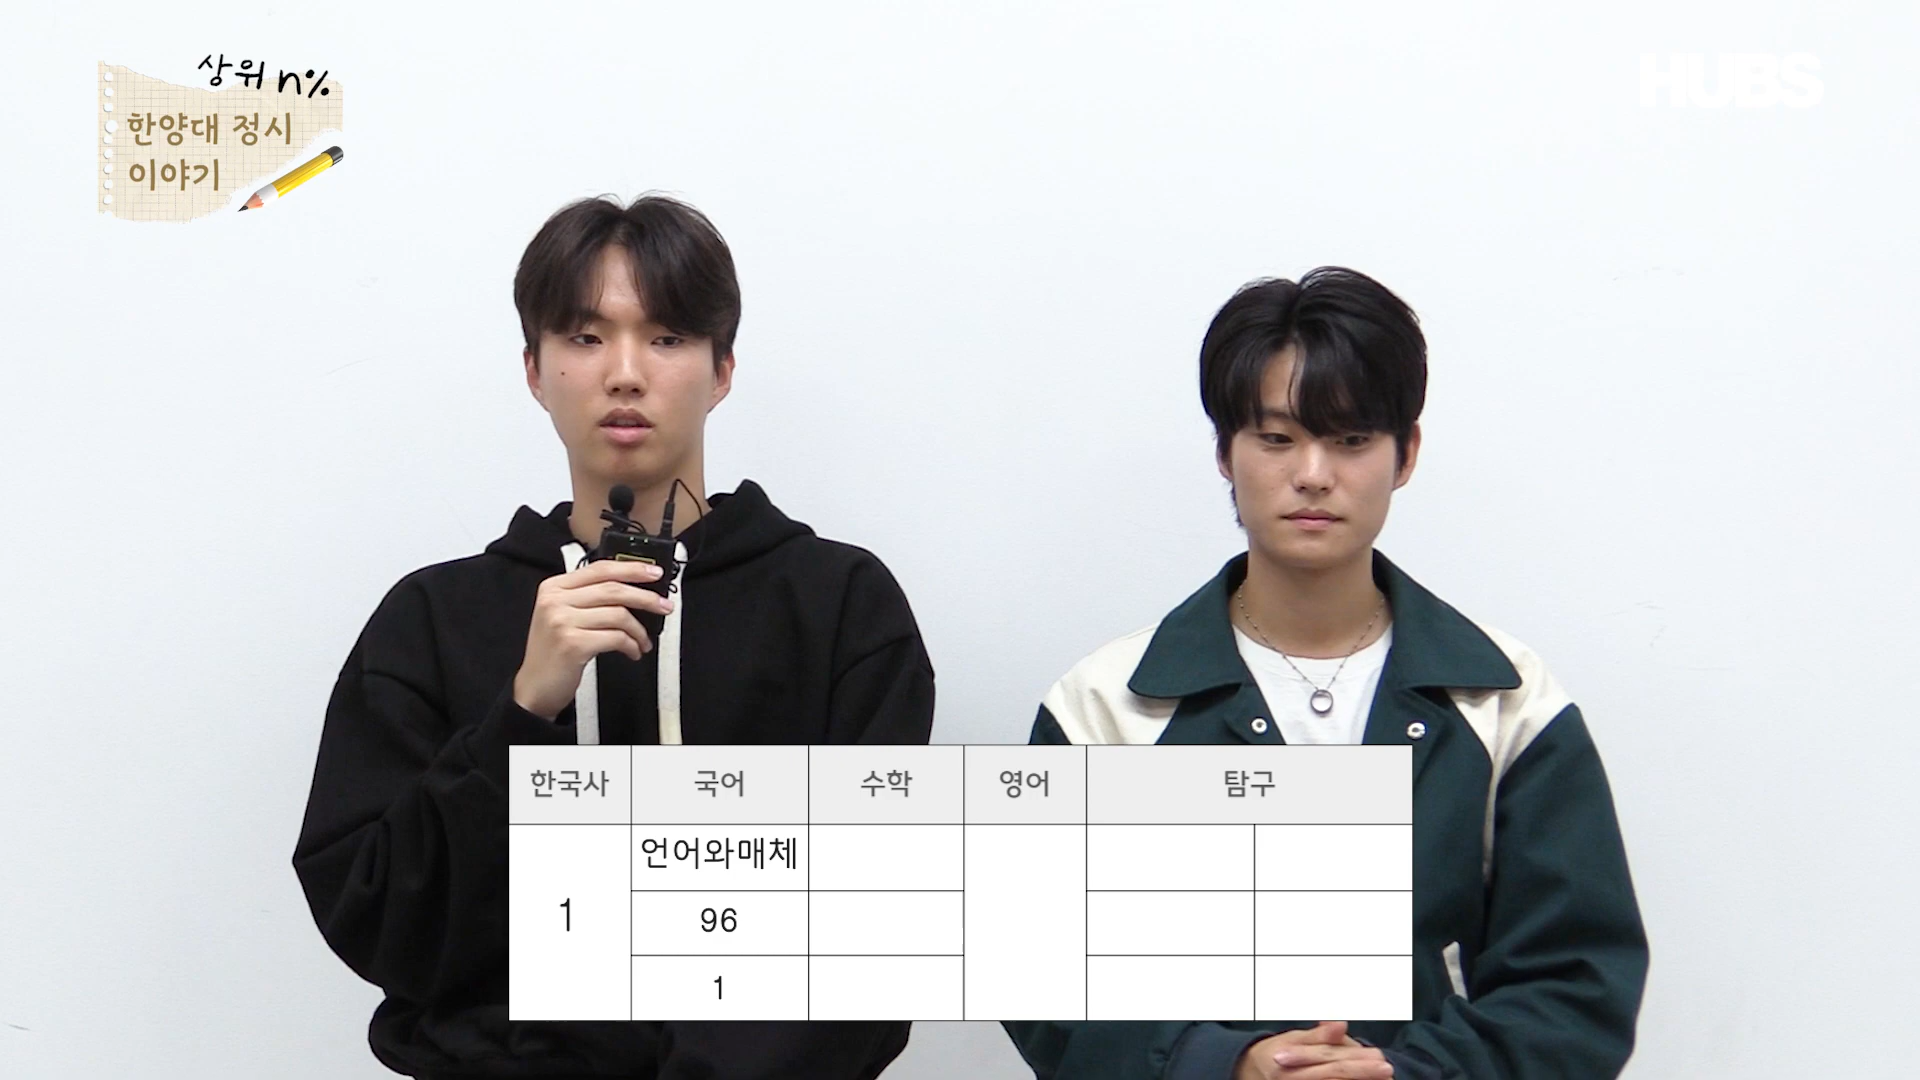 상위 n%
한양대 정시
이야기
HUBS
한국사 국어 수학 영어 탐구
언어와매체
1 96
1